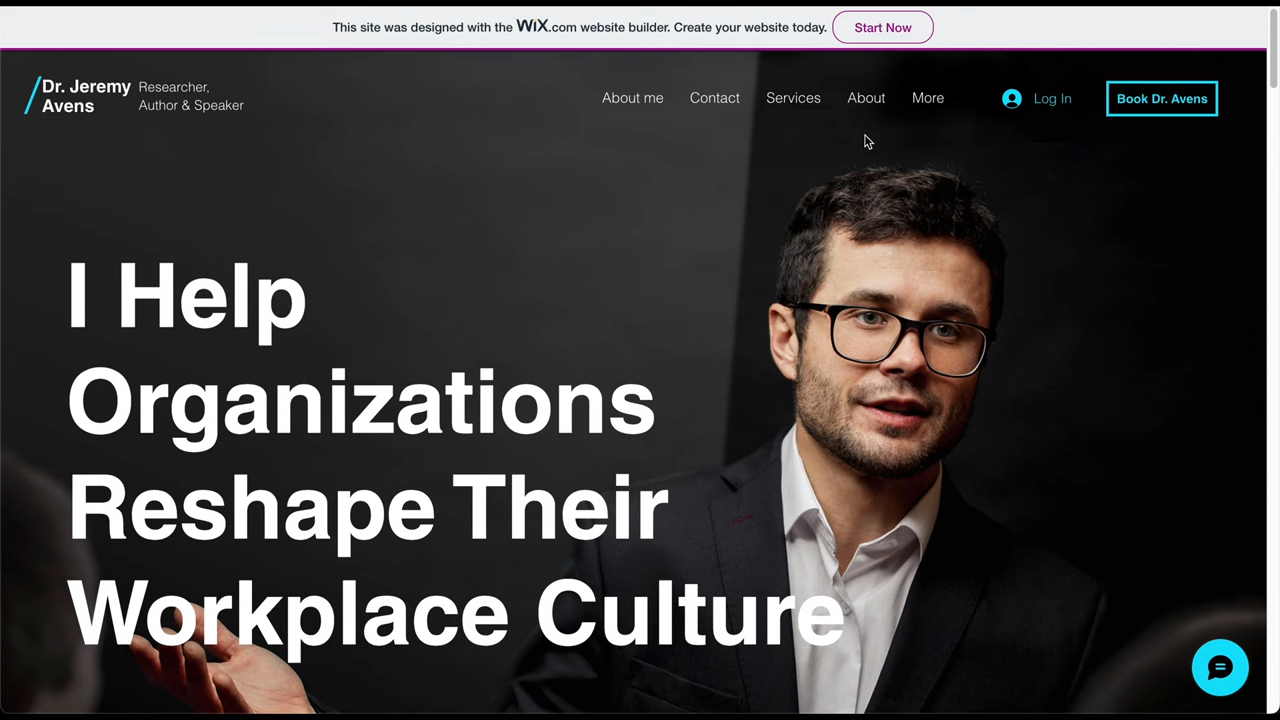 This site was designed with the WiX.com website builder. Create your website today. Start Now
Dr. Jeremy Avens
Researcher, Author & Speaker
About me Contact Services About More Log In Book Dr. Avens
I Help
Organizations
Reshape Their
Workplace Culture